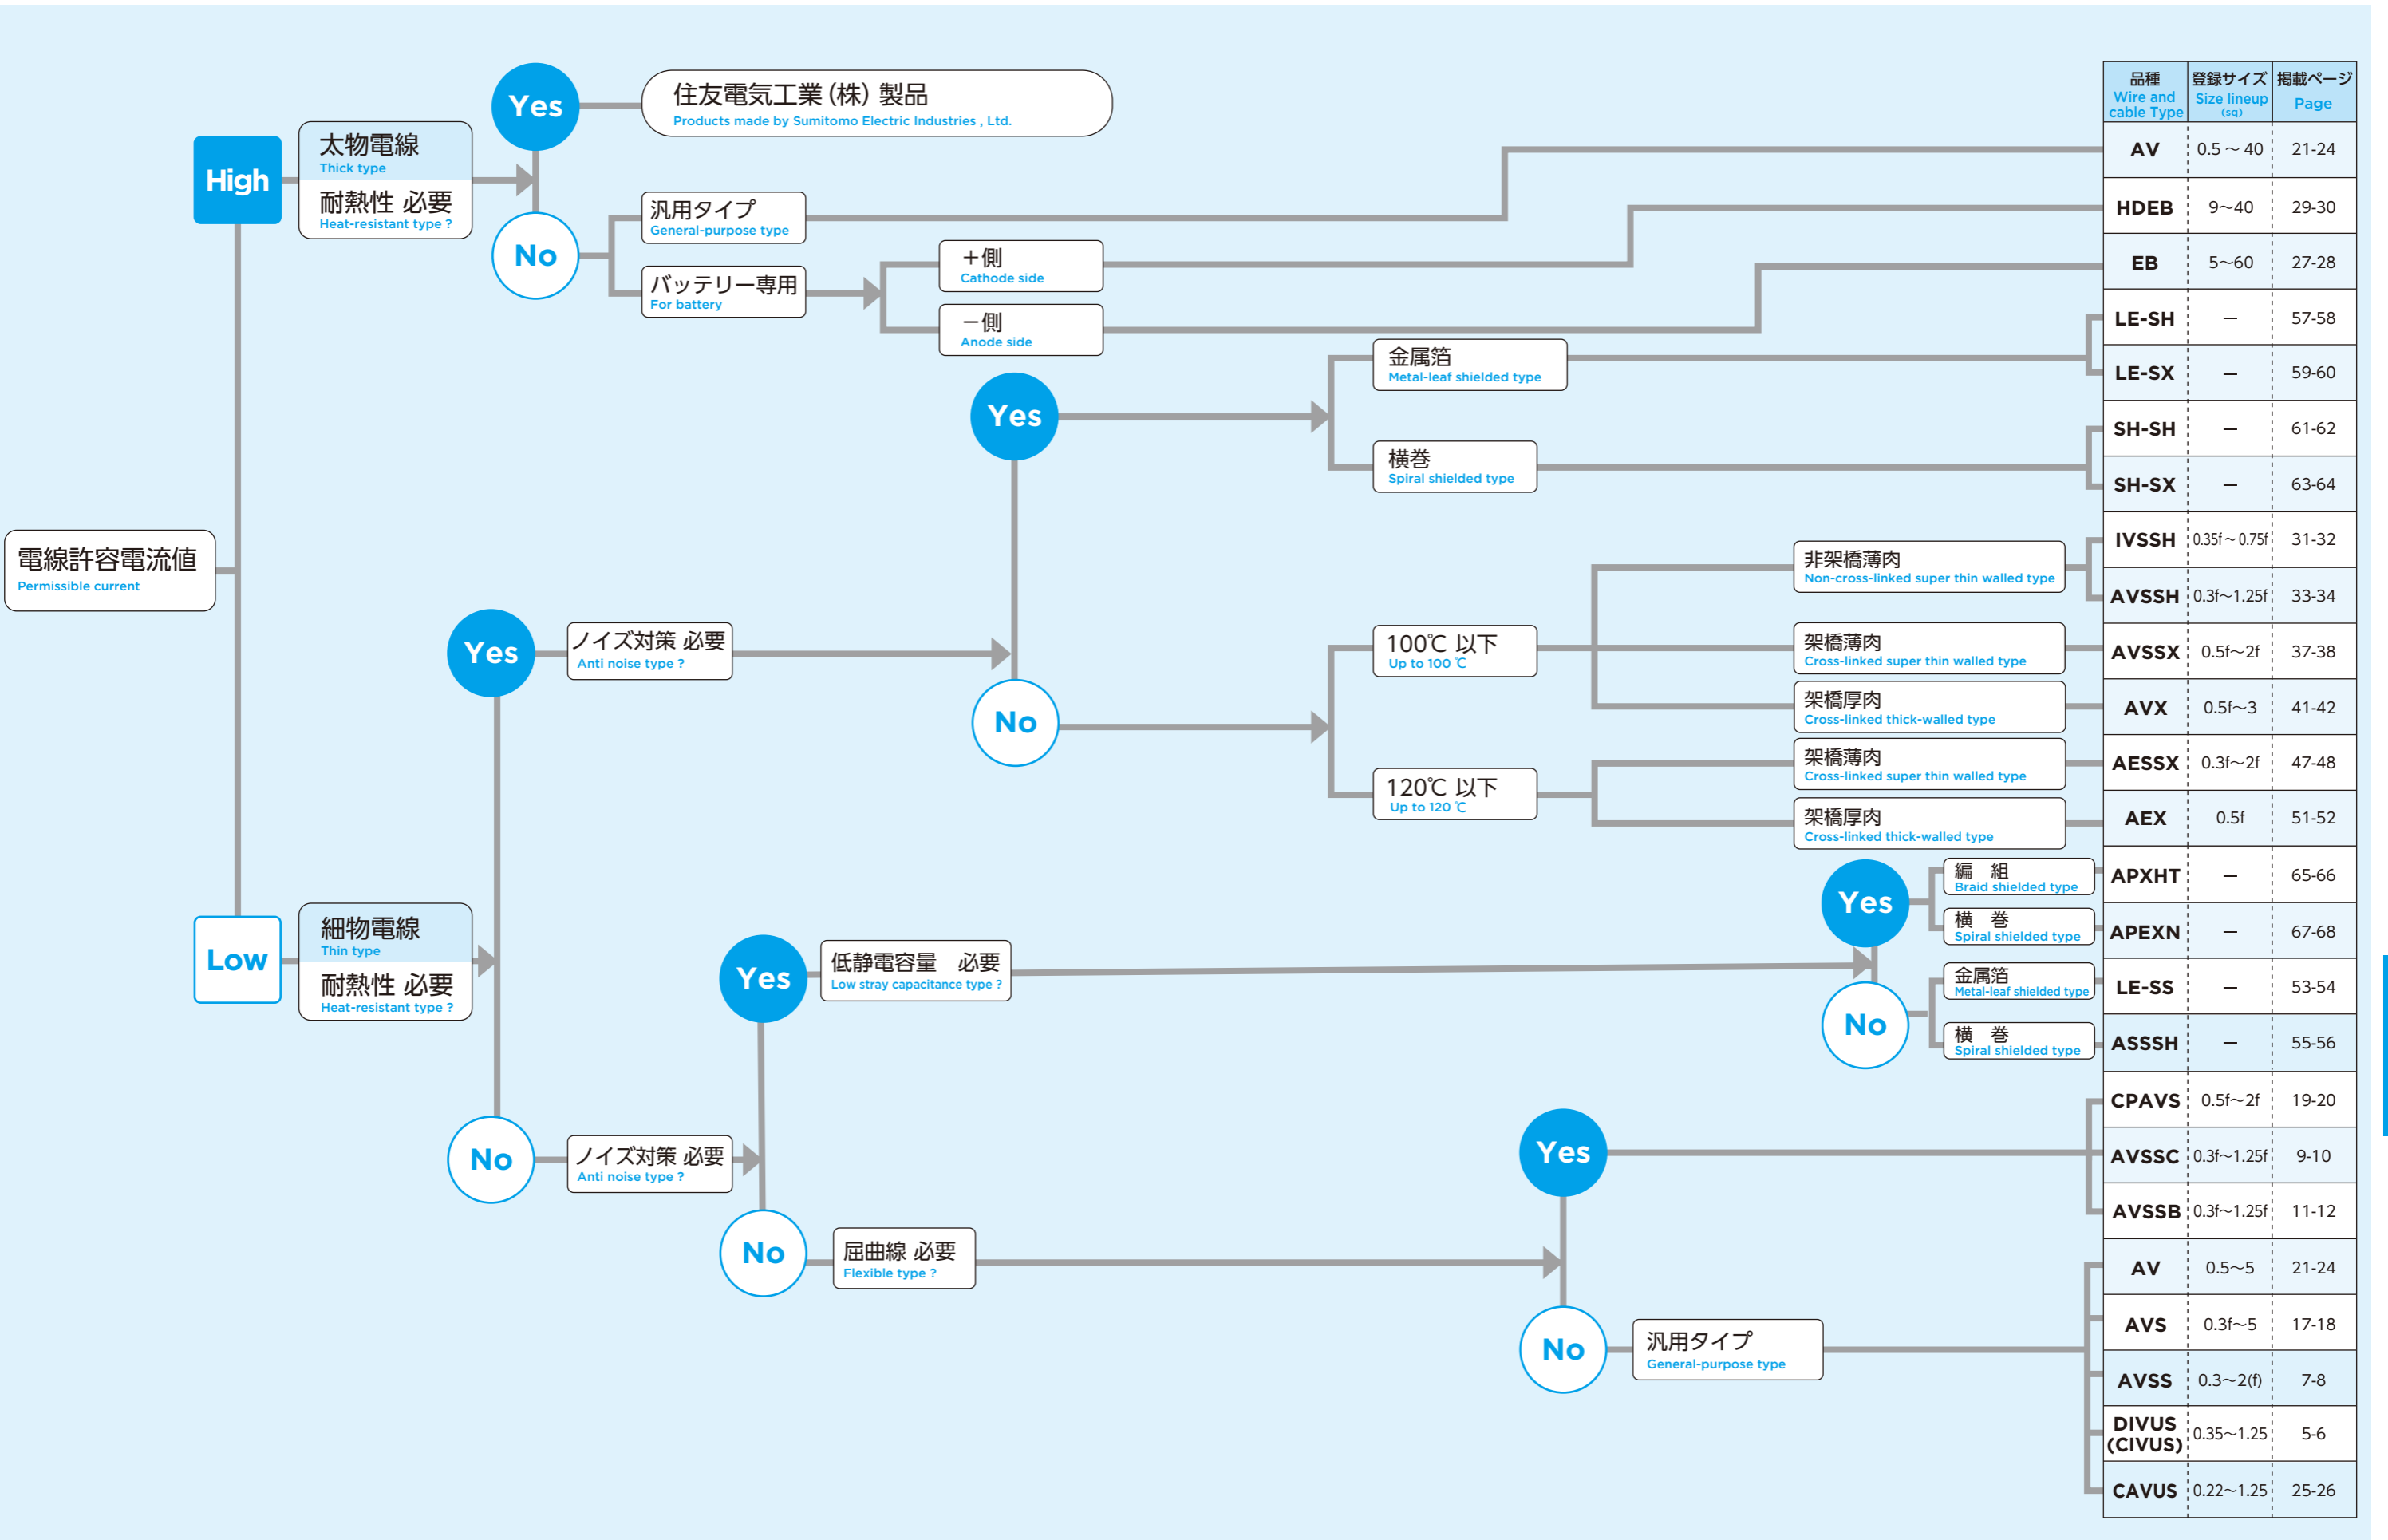 電線許容電流値
Permissible current
High
太物電線
Thick type
耐熱性 必要
Heat-resistant type ?
Yes
住友電気工業(株) 製品
Products made by Sumitomo Electric Industries , Ltd.
No
汎用タイプ
General-purpose type
バッテリー専用
For battery
+側
Cathode side
−側
Anode side
Low
細物電線
Thin type
耐熱性 必要
Heat-resistant type ?
Yes
ノイズ対策 必要
Anti noise type ?
Yes
金属箔
Metal-leaf shielded type
横巻
Spiral shielded type
No
100℃ 以下
Up to 100 ℃
非架橋薄肉
Non-cross-linked super thin walled type
架橋薄肉
Cross-linked super thin walled type
架橋厚肉
Cross-linked thick-walled type
120℃ 以下
Up to 120 ℃
架橋薄肉
Cross-linked super thin walled type
架橋厚肉
Cross-linked thick-walled type
No
ノイズ対策 必要
Anti noise type ?
Yes
低静電容量 必要
Low stray capacitance type ?
Yes
編 組
Braid shielded type
横 巻
Spiral shielded type
No
金属箔
Metal-leaf shielded type
横 巻
Spiral shielded type
No
屈曲線 必要
Flexible type ?
Yes
No
汎用タイプ
General-purpose type
品種 登録サイズ 掲載ページ
Wire and cable Type Size lineup (sq) Page
AV 0.5 〜 40 21-24
HDEB 9〜40 29-30
EB 5〜60 27-28
LE-SH — 57-58
LE-SX — 59-60
SH-SH — 61-62
SH-SX — 63-64
IVSSH 0.35f 〜 0.75f 31-32
AVSSH 0.3f〜1.25f 33-34
AVSSX 0.5f〜2f 37-38
AVX 0.5f〜3 41-42
AESSX 0.3f〜2f 47-48
AEX 0.5f 51-52
APXHT — 65-66
APEXN — 67-68
LE-SS — 53-54
ASSSH — 55-56
CPAVS 0.5f〜2f 19-20
AVSSC 0.3f〜1.25f 9-10
AVSSB 0.3f〜1.25f 11-12
AV 0.5〜5 21-24
AVS 0.3f〜5 17-18
AVSS 0.3〜2(f) 7-8
DIVUS (CIVUS) 0.35〜1.25 5-6
CAVUS 0.22〜1.25 25-26